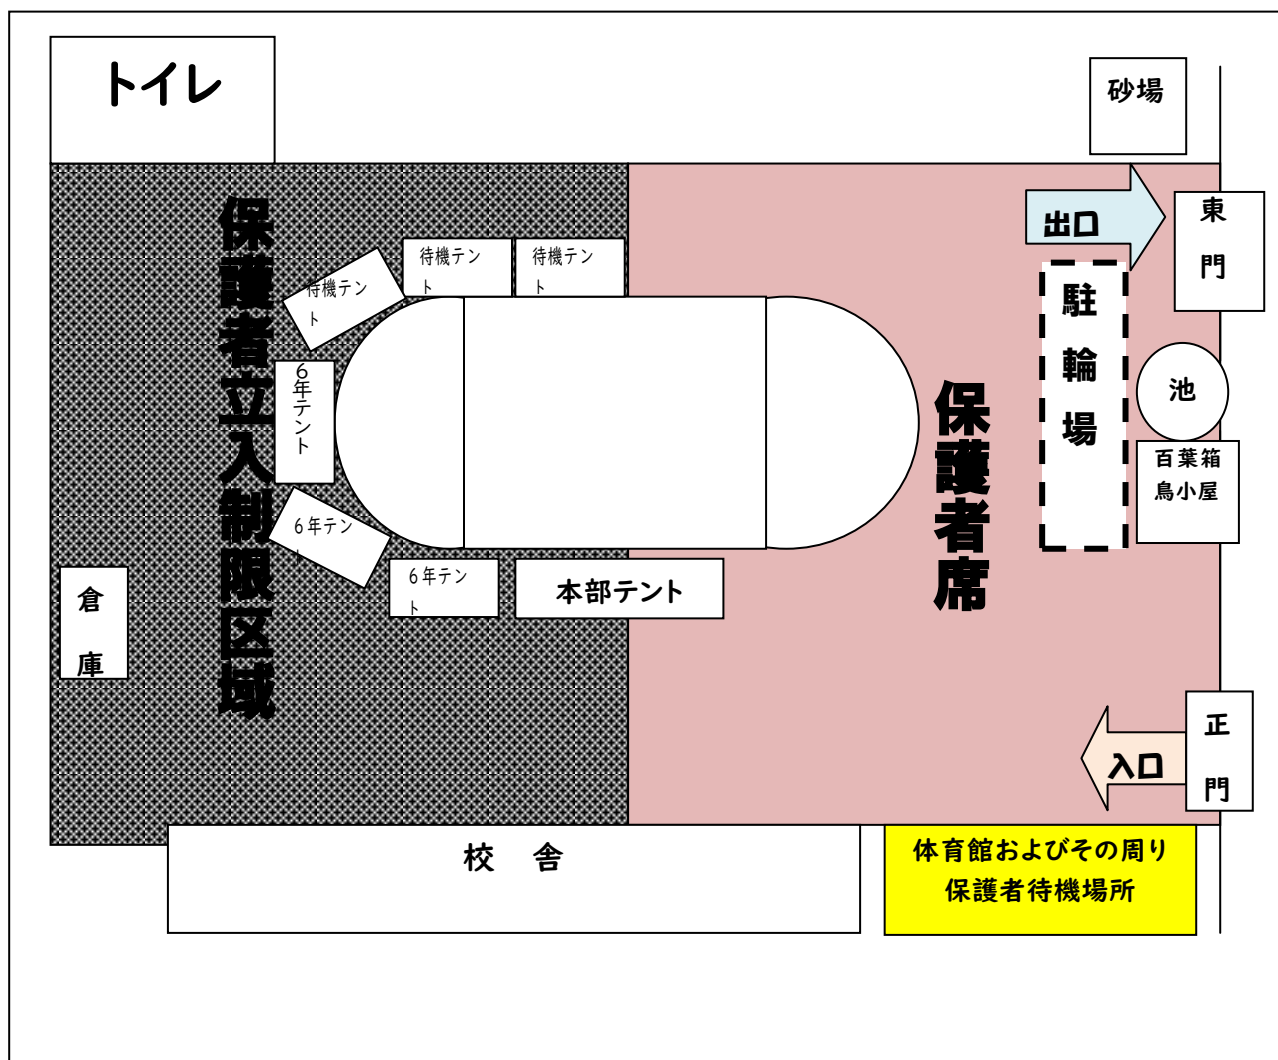 トイレ
砂場
保護者立入制限区域
出口
東門
待機テント
待機テント
待機テント
駐輪場
池
6年テント
保護者席
百葉箱
鳥小屋
6年テント
6年テント
本部テント
倉庫
正門
入口
校 舎
体育館およびその周り
保護者待機場所